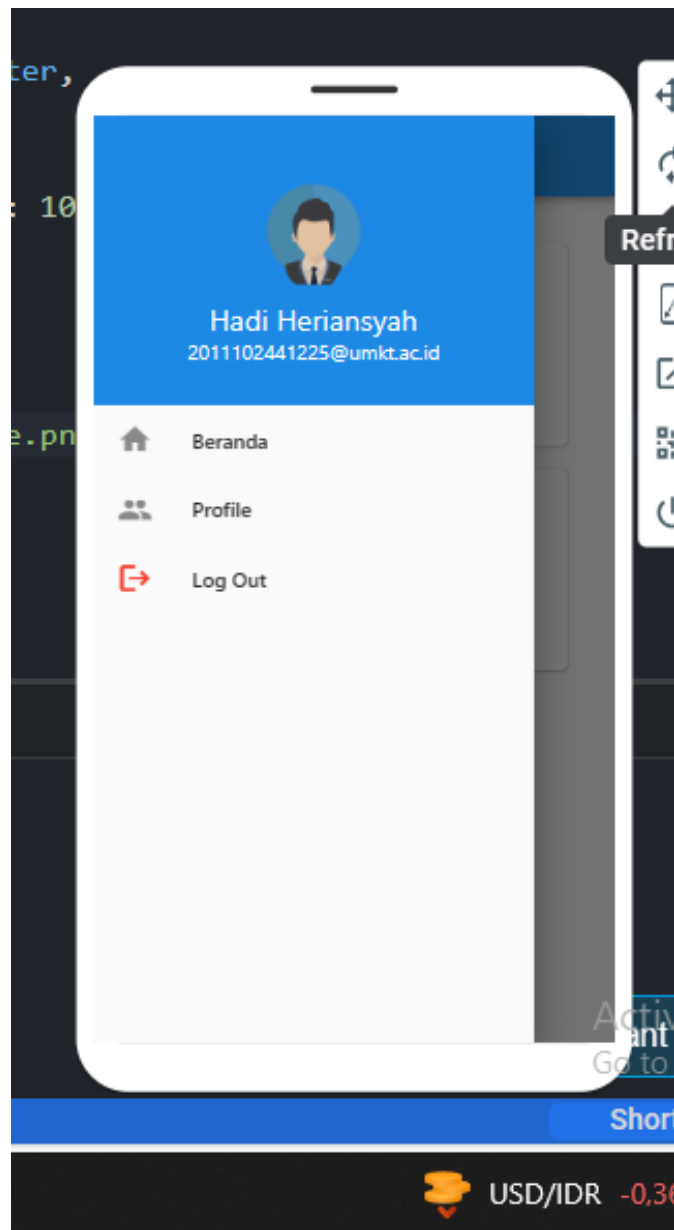 ter,
: 10
Refr
Hadi Heriansyah
2011102441225@umkt.ac.id
e.pn
Beranda
Profile
Log Out
Activ
ant
Go to
Short
USD/IDR -0,36